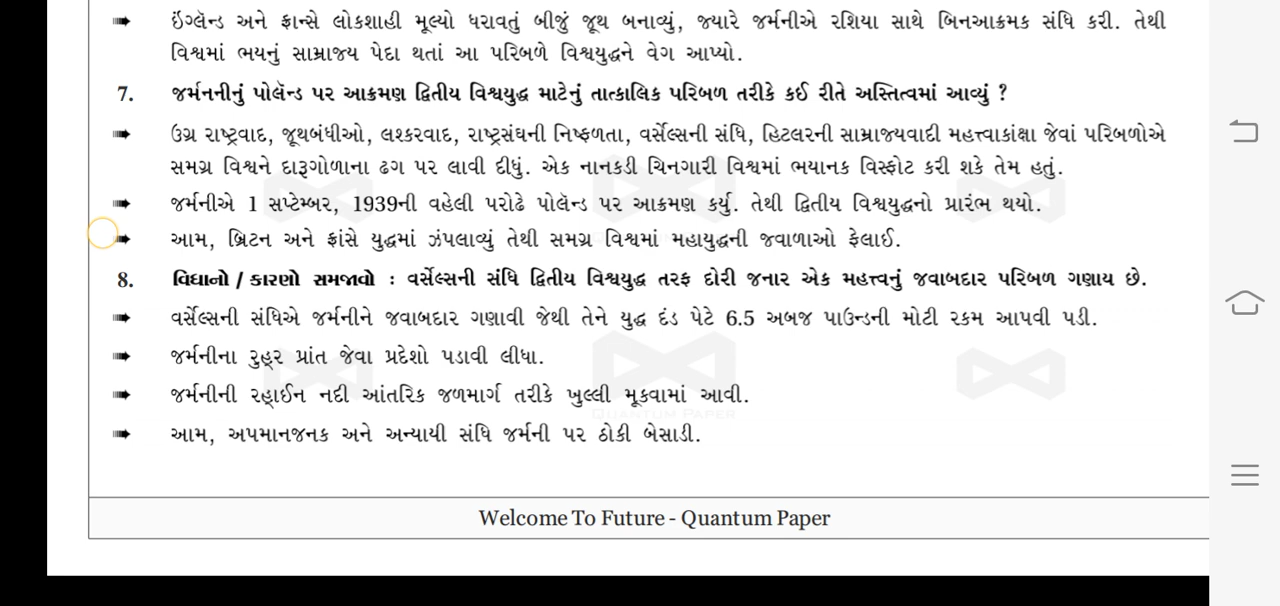 ➠ ઇંગ્લૅન્ડ અને ફ્રાન્સે લોકશાહી મૂલ્યો ધરાવતું બીજું જૂથ બનાવ્યું, જ્યારે જર્મનીએ રશિયા સાથે બિનઆક્રમક સંધિ કરી. તેથી
વિશ્વમાં ભયનું સામ્રાજ્ય પેદા થતાં આ પરિબળે વિશ્વયુદ્ધને વેગ આપ્યો.
7. જર્મનનીનું પોલૅન્ડ પર આક્રમણ દ્વિતીય વિશ્વયુદ્ધ માટેનું તાત્કાલિક પરિબળ તરીકે કઈ રીતે અસ્તિત્વમાં આવ્યું ?
➠ ઉગ્ર રાષ્ટ્રવાદ, જૂથબંધીઓ, લશ્કરવાદ, રાષ્ટ્રસંઘની નિષ્ફળતા, વર્સેલ્સની સંધિ, હિટલરની સામ્રાજ્યવાદી મહત્ત્વાકાંક્ષા જેવાં પરિબળોએ
સમગ્ર વિશ્વને દારૂગોળાના ઢગ પર લાવી દીધું. એક નાનકડી ચિનગારી વિશ્વમાં ભયાનક વિસ્ફોટ કરી શકે તેમ હતું.
➠ જર્મનીએ 1 સપ્ટેમ્બર, 1939ની વહેલી પરોઢે પોલૅન્ડ પર આક્રમણ કર્યુ. તેથી દ્વિતીય વિશ્વયુદ્ધનો પ્રારંભ થયો.
➠ આમ, બ્રિટન અને ફ્રાંસે યુદ્ધમાં ઝંપલાવ્યું તેથી સમગ્ર વિશ્વમાં મહાયુદ્ધની જવાળાઓ ફેલાઈ.
8. વિધાનો / કારણો સમજાવો : વર્સેલ્સની સંધિ દ્વિતીય વિશ્વયુદ્ધ તરફ દોરી જનાર એક મહત્ત્વનું જવાબદાર પરિબળ ગણાય છે.
➠ વર્સેલ્સની સંધિએ જર્મનીને જવાબદાર ગણાવી જેથી તેને યુદ્ધ દંડ પેટે 6.5 અબજ પાઉન્ડની મોટી રકમ આપવી પડી.
➠ જર્મનીના રુહ્‌ર પ્રાંત જેવા પ્રદેશો પડાવી લીધા.
➠ જર્મનીની રહાઈન નદી આંતરિક જળમાર્ગ તરીકે ખુલ્લી મૂકવામાં આવી.
QUANTUM PAPER
➠ આમ, અપમાનજનક અને અન્યાયી સંધિ જર્મની પર ઠોકી બેસાડી.
Welcome To Future - Quantum Paper